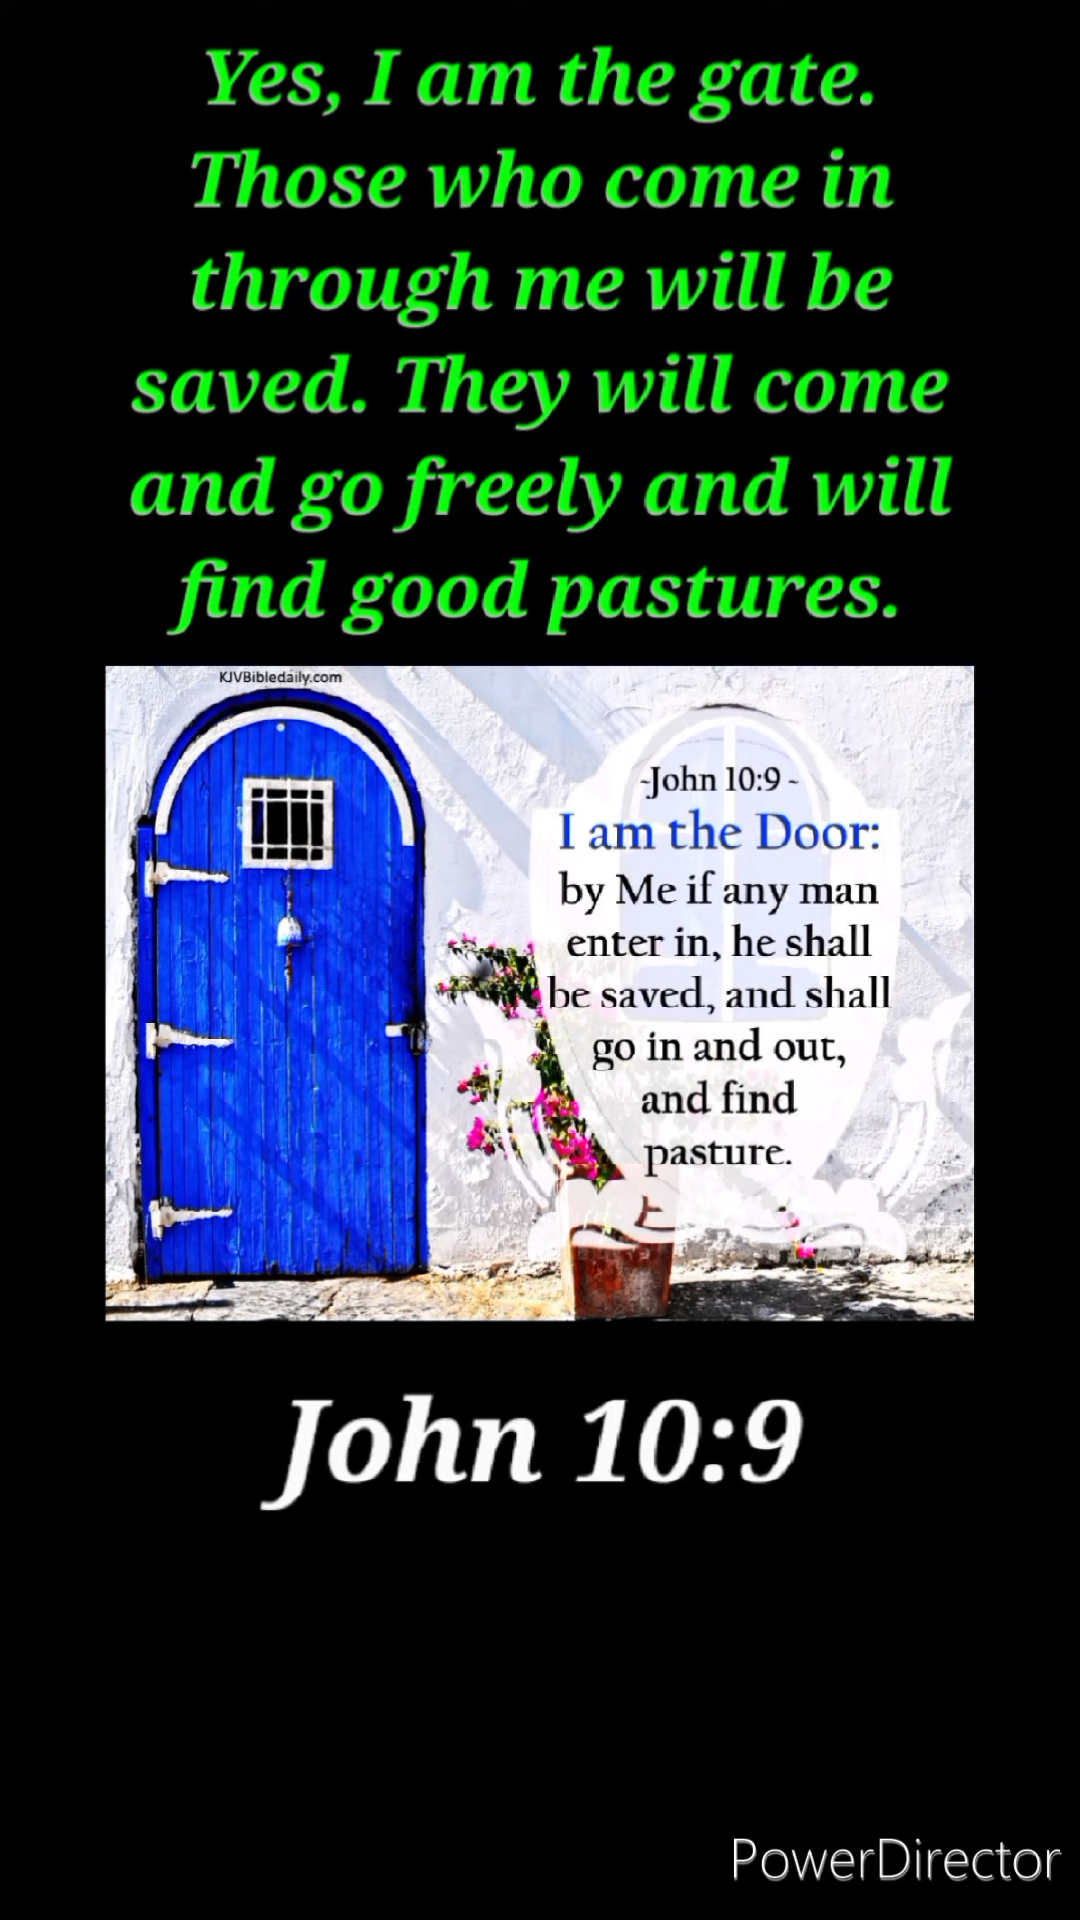 Yes, I am the gate.
Those who come in
through me will be
saved. They will come
and go freely and will
find good pastures.
KJVBibledaily.com
~John 10:9 ~
I am the Door:
by Me if any man
enter in, he shall
be saved, and shall
go in and out,
and find
pasture.
John 10:9
PowerDirector